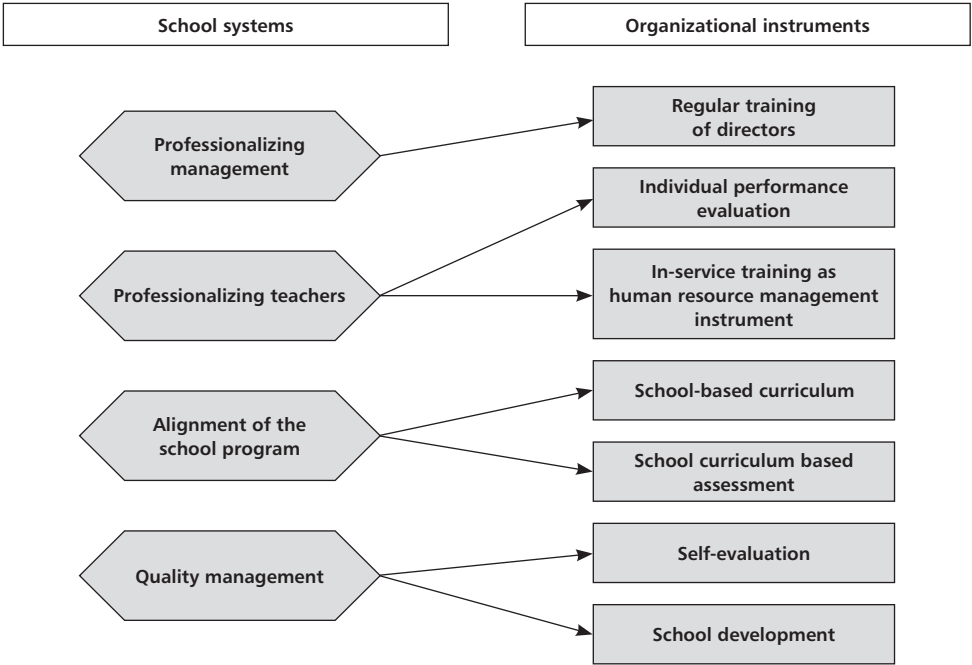 School systems
Organizational instruments
Professionalizing
management
Regular training
of directors
Individual performance
evaluation
Professionalizing teachers
In-service training as
human resource management
instrument
Alignment of the
school program
School-based curriculum
School curriculum based
assessment
Quality management
Self-evaluation
School development